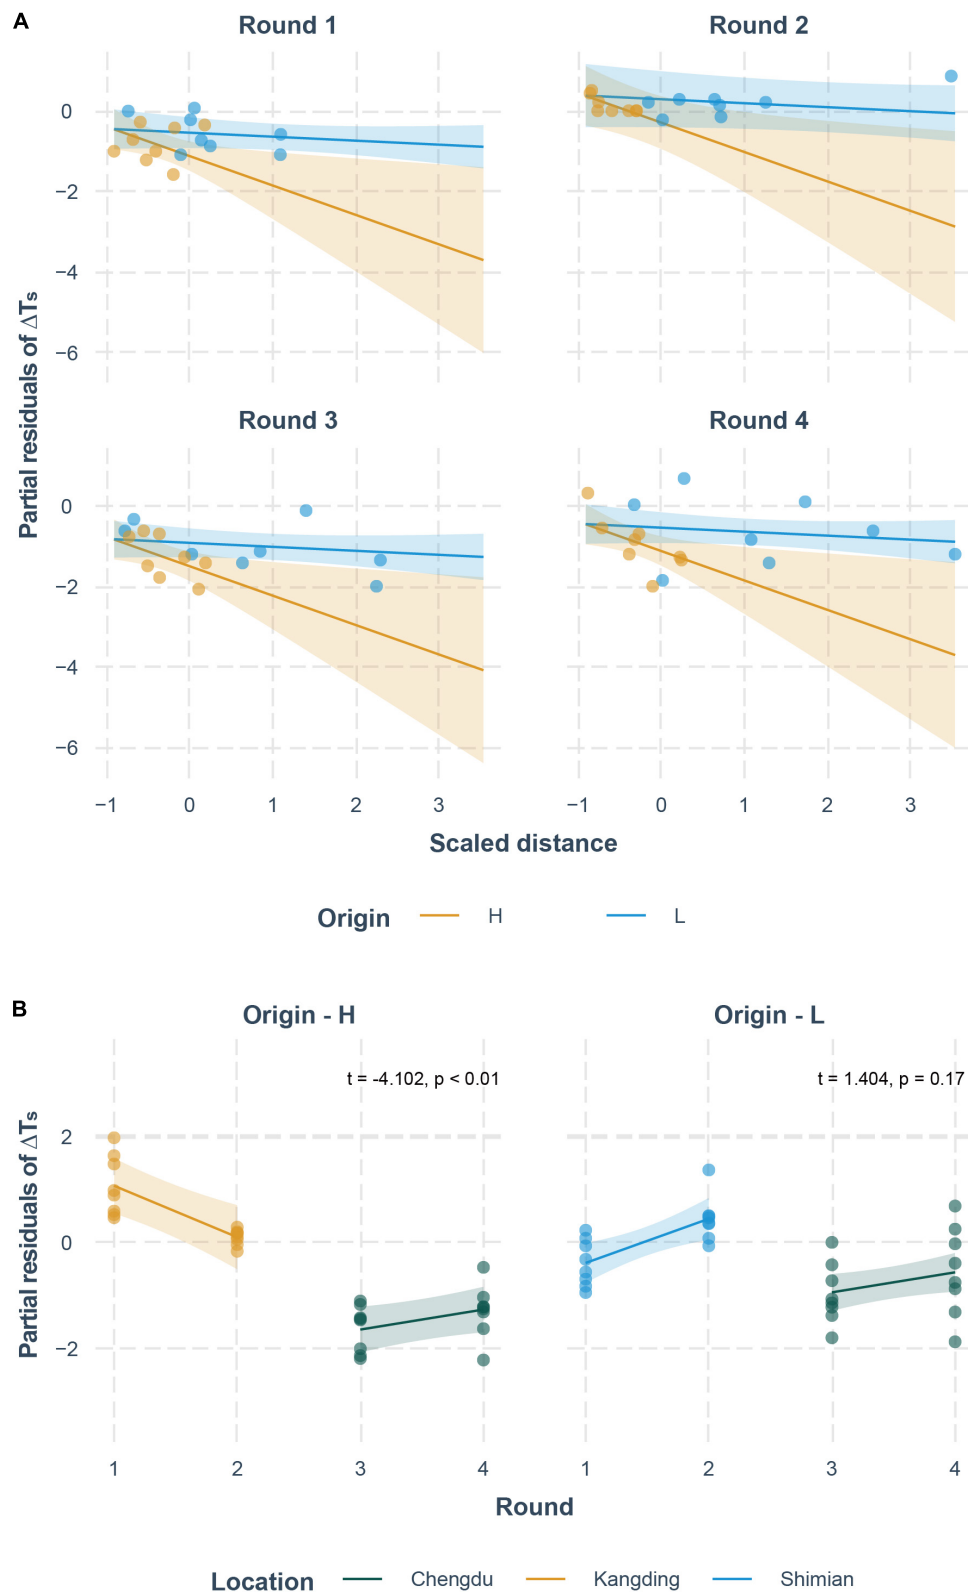 A
Round 1
Round 2
0
−2
−4
−6
Round 3
Round 4
0
−2
−4
−6
−1 0 1 2 3
−1 0 1 2 3
Partial residuals of ΔTs
Scaled distance
Origin H L
B
Origin - H
Origin - L
t = -4.102, p < 0.01
t = 1.404, p = 0.17
2
0
−2
Partial residuals of ΔTs
1 2 3 4
1 2 3 4
Round
Location Chengdu Kangding Shimian